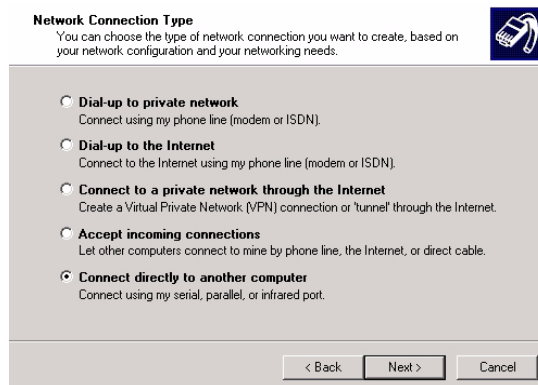 Network Connection Type
You can choose the type of network connection you want to create, based on
your network configuration and your networking needs.
Dial-up to private network
Connect using my phone line (modem or ISDN).
Dial-up to the Internet
Connect to the Internet using my phone line (modem or ISDN).
Connect to a private network through the Internet
Create a Virtual Private Network (VPN) connection or 'tunnel' through the Internet.
Accept incoming connections
Let other computers connect to mine by phone line, the Internet, or direct cable.
Connect directly to another computer
Connect using my serial, parallel, or infrared port.
< Back Next > Cancel